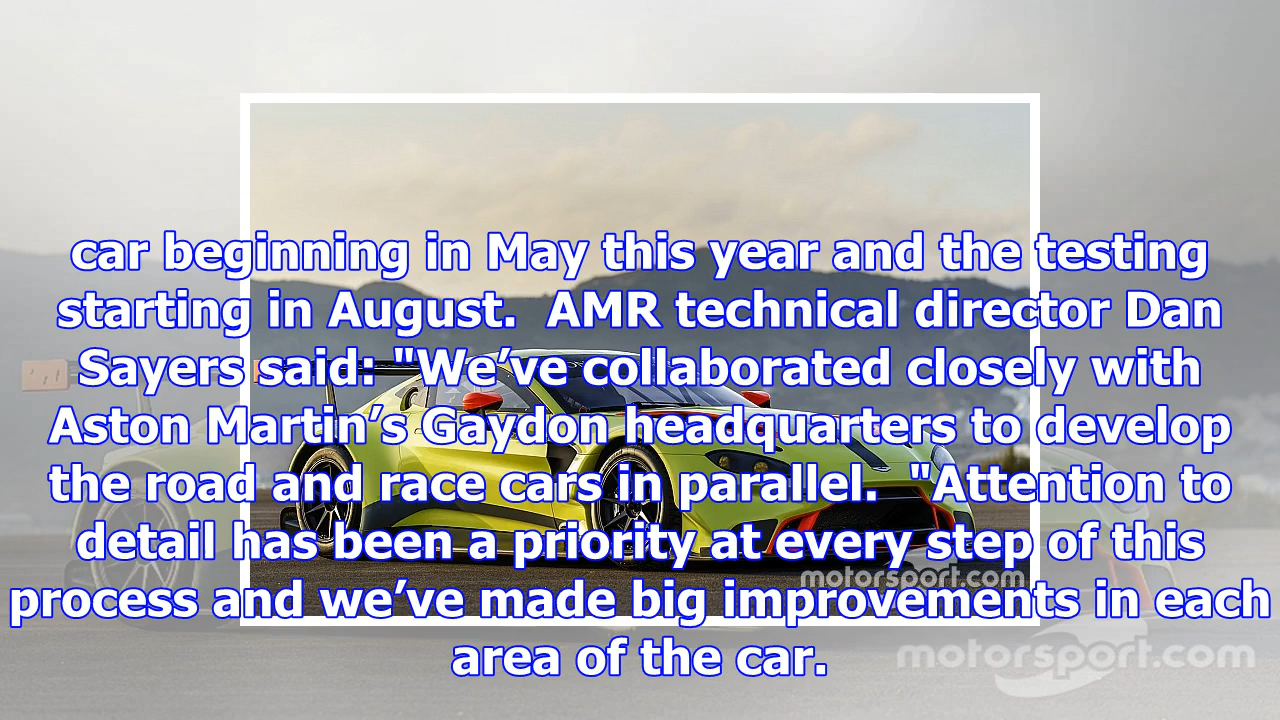 car beginning in May this year and the testing
starting in August.  AMR technical director Dan
Sayers said: "We’ve collaborated closely with
Aston Martin’s Gaydon headquarters to develop
the road and race cars in parallel.  "Attention to
detail has been a priority at every step of this
process and we’ve made big improvements in each
area of the car.
motorsport.com
motorsport.com